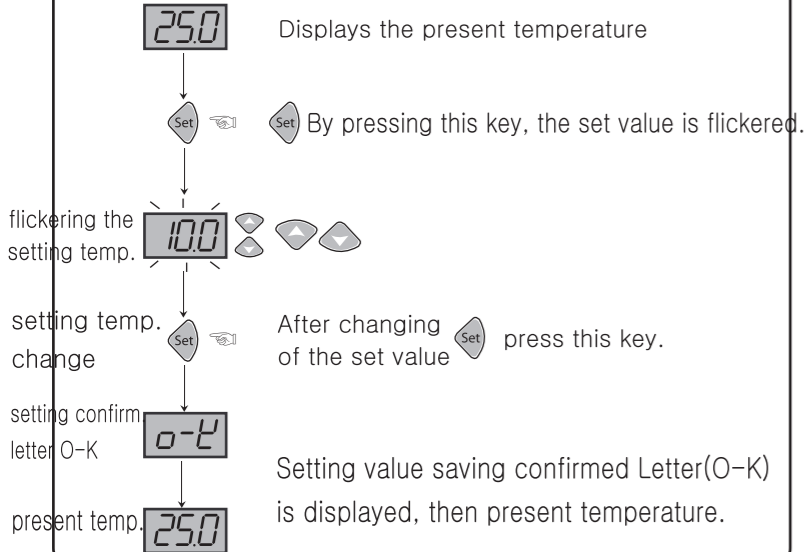 25.0 Displays the present temperature
Set Set By pressing this key, the set value is flickered.
flickering the
setting temp.
10.0
setting temp.
change
Set
After changing
of the set value Set press this key.
setting confirm.
letter O-K
o-K
Setting value saving confirmed Letter(O-K)
is displayed, then present temperature.
present temp. 25.0